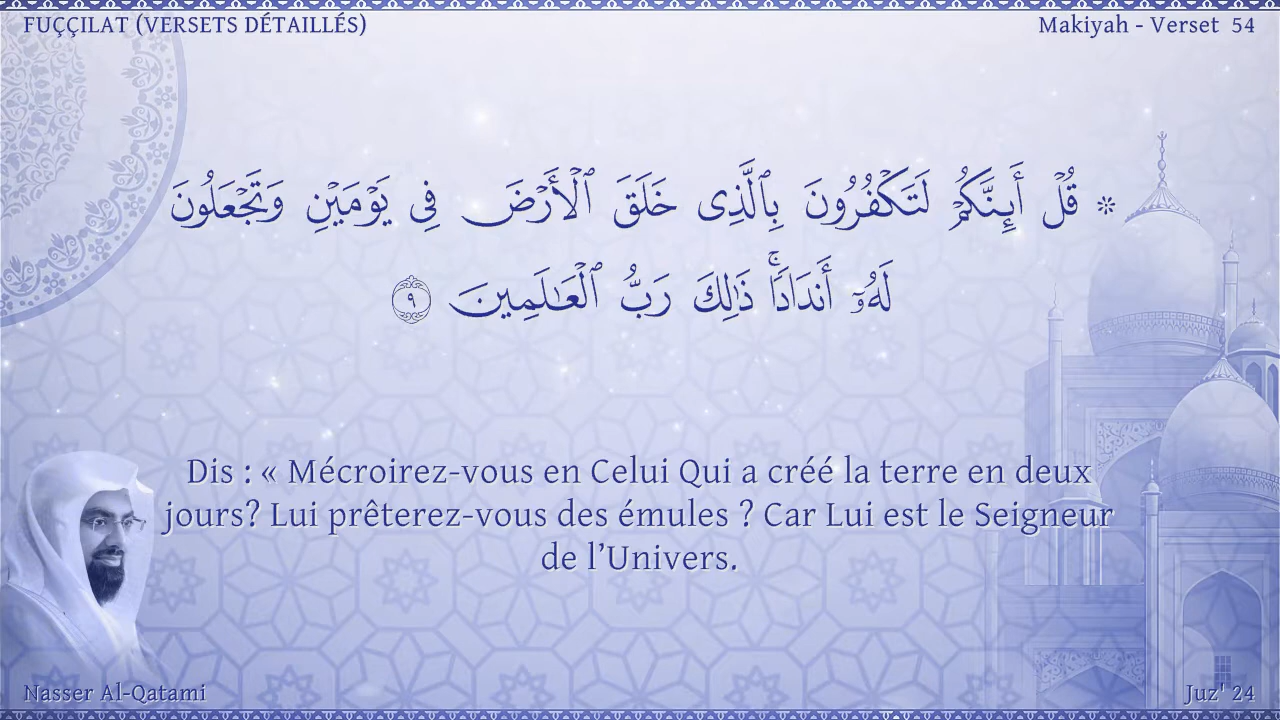 FUÇÇILAT (VERSETS DÉTAILLÉS)
Makiyah - Verset 54
۞ قُلْ أَئِنَّكُمْ لَتَكْفُرُونَ بِٱلَّذِى خَلَقَ ٱلْأَرْضَ فِى يَوْمَيْنِ وَتَجْعَلُونَ
لَهُۥٓ أَندَادًۭا ۚ ذَٰلِكَ رَبُّ ٱلْعَـٰلَمِينَ ٩
Dis : « Mécroirez-vous en Celui Qui a créé la terre en deux
jours? Lui prêterez-vous des émules ? Car Lui est le Seigneur
de l’Univers.
Nasser Al-Qatami
Juz' 24